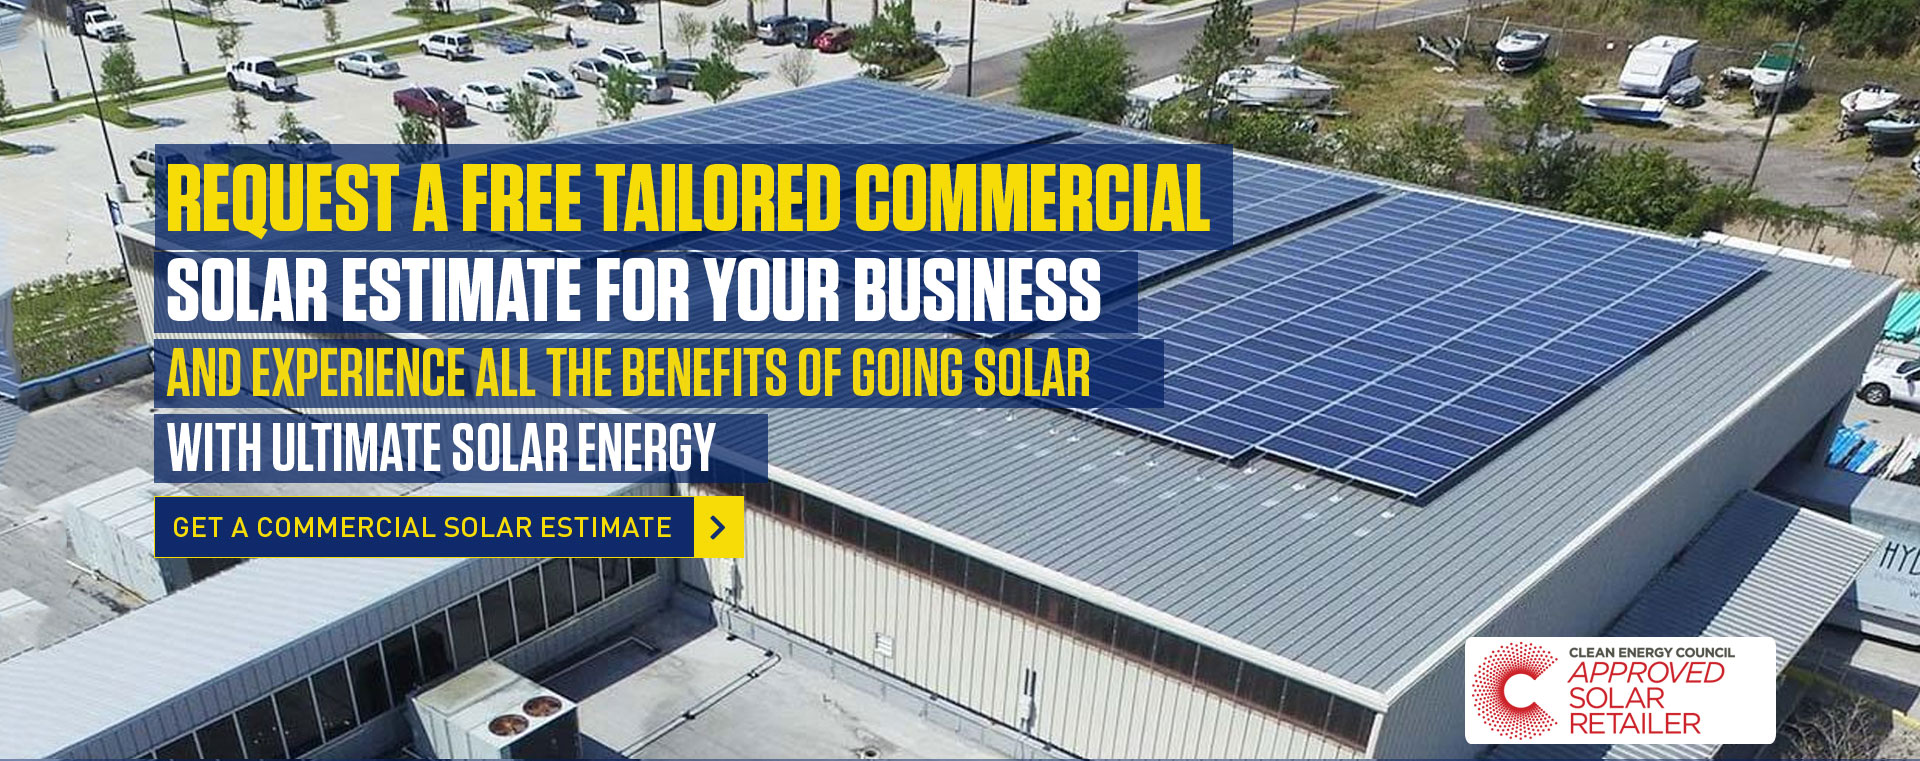 REQUEST A FREE TAILORED COMMERCIAL
SOLAR ESTIMATE FOR YOUR BUSINESS
AND EXPERIENCE ALL THE BENEFITS OF GOING SOLAR
WITH ULTIMATE SOLAR ENERGY
GET A COMMERCIAL SOLAR ESTIMATE
CLEAN ENERGY COUNCIL
APPROVED
SOLAR
RETAILER